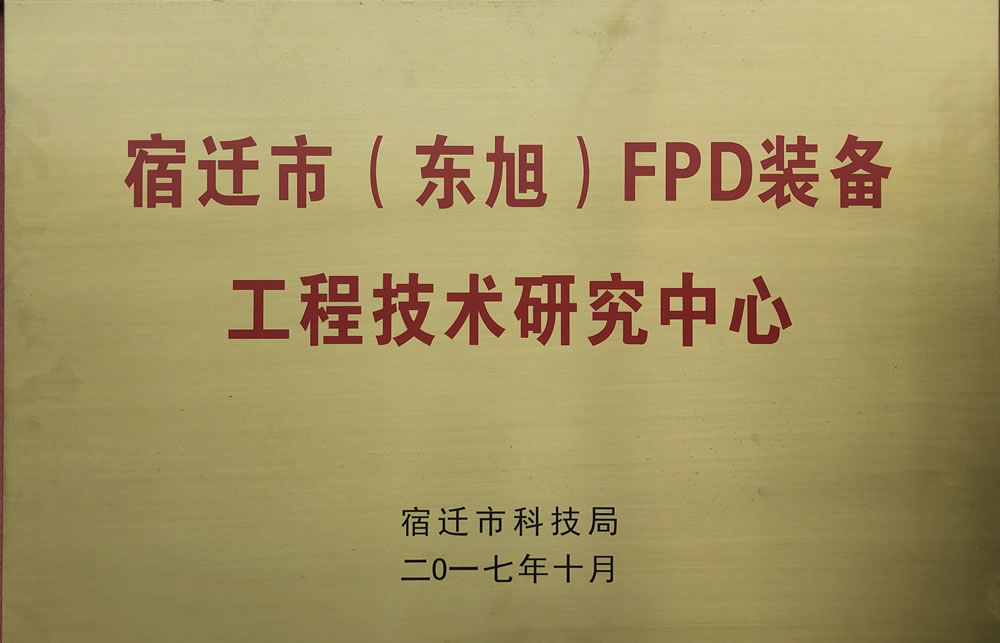 宿迁市（东旭）FPD装备
工程技术研究中心
宿迁市科技局
二0一七年十月